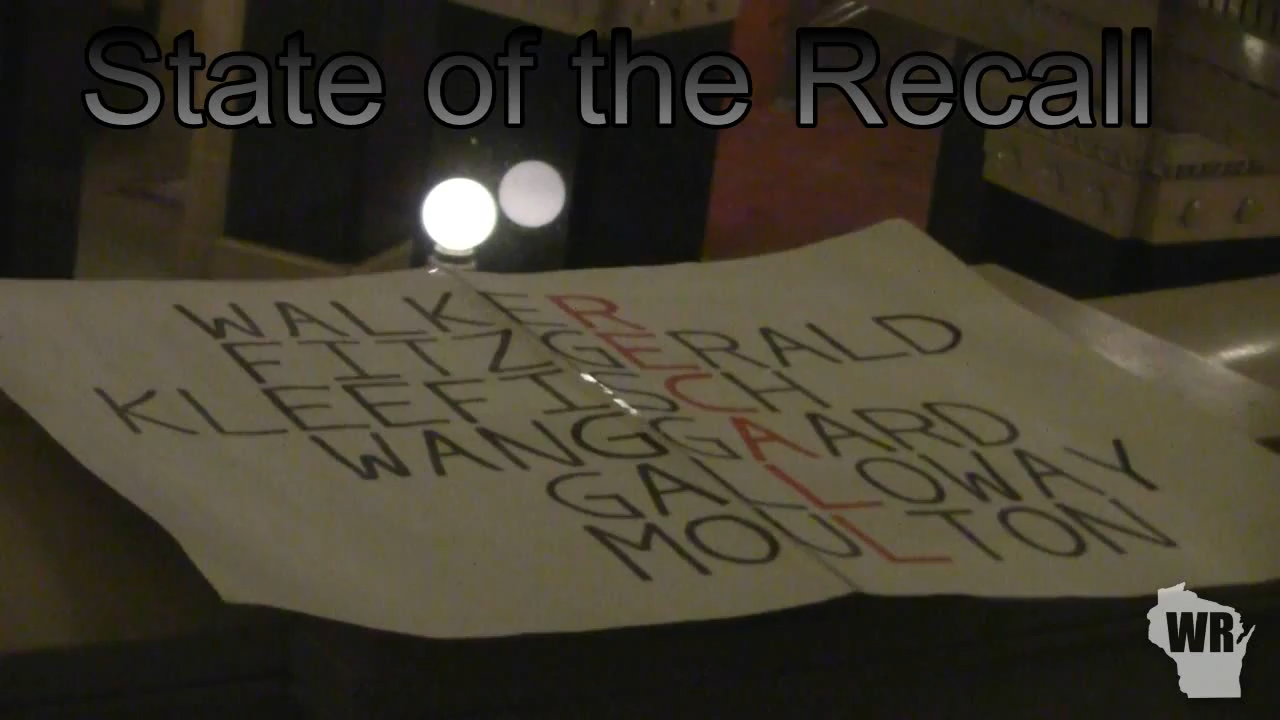 State of the Recall
WALKER
FITZGERALD
KLEEFISCH
WANGGAARD
GALLOWAY
MOULTON
WR